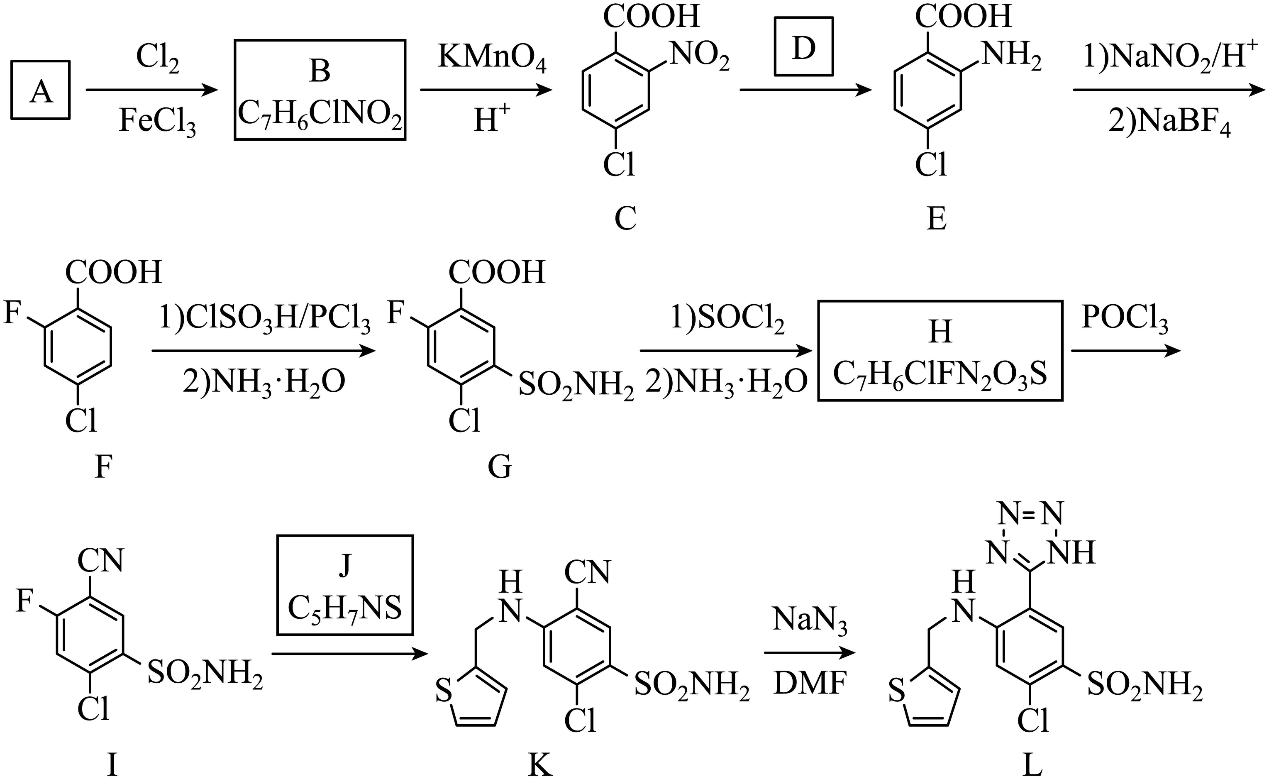 A
Cl₂
FeCl₃
B
C₇H₆ClNO₂
KMnO₄
H⁺
COOH
NO₂
Cl
C
D
COOH
NH₂
Cl
E
1)NaNO₂/H⁺
2)NaBF₄
COOH
F
Cl
F
1)ClSO₃H/PCl₃
2)NH₃·H₂O
COOH
F
SO₂NH₂
Cl
G
1)SOCl₂
2)NH₃·H₂O
H
C₇H₆ClFN₂O₃S
POCl₃
CN
F
SO₂NH₂
Cl
I
J
C₅H₇NS
H
N
CN
S
SO₂NH₂
Cl
K
NaN₃
DMF
N=N
N
NH
H
N
S
SO₂NH₂
Cl
L